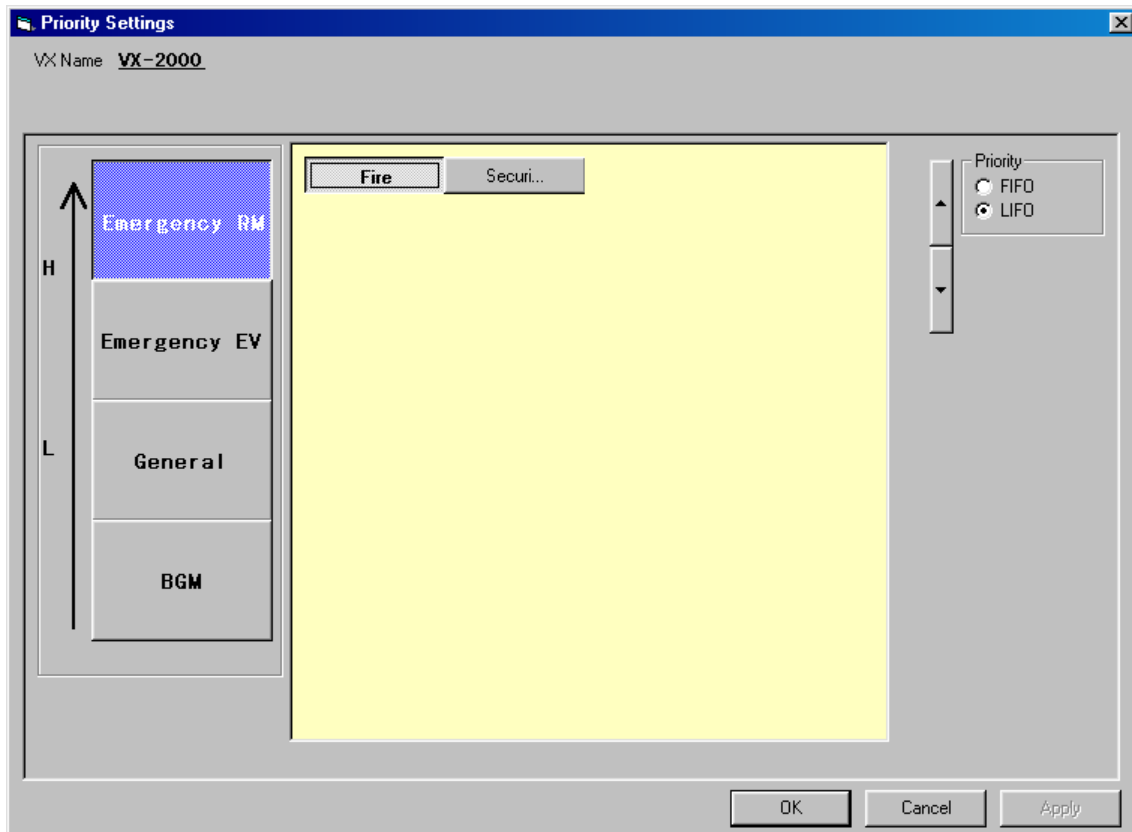 Priority Settings
VX Name VX-2000
H
L
Emergency RM
Emergency EV
General
BGM
Fire
Securi...
Priority
FIFO
LIFO
OK
Cancel
Apply